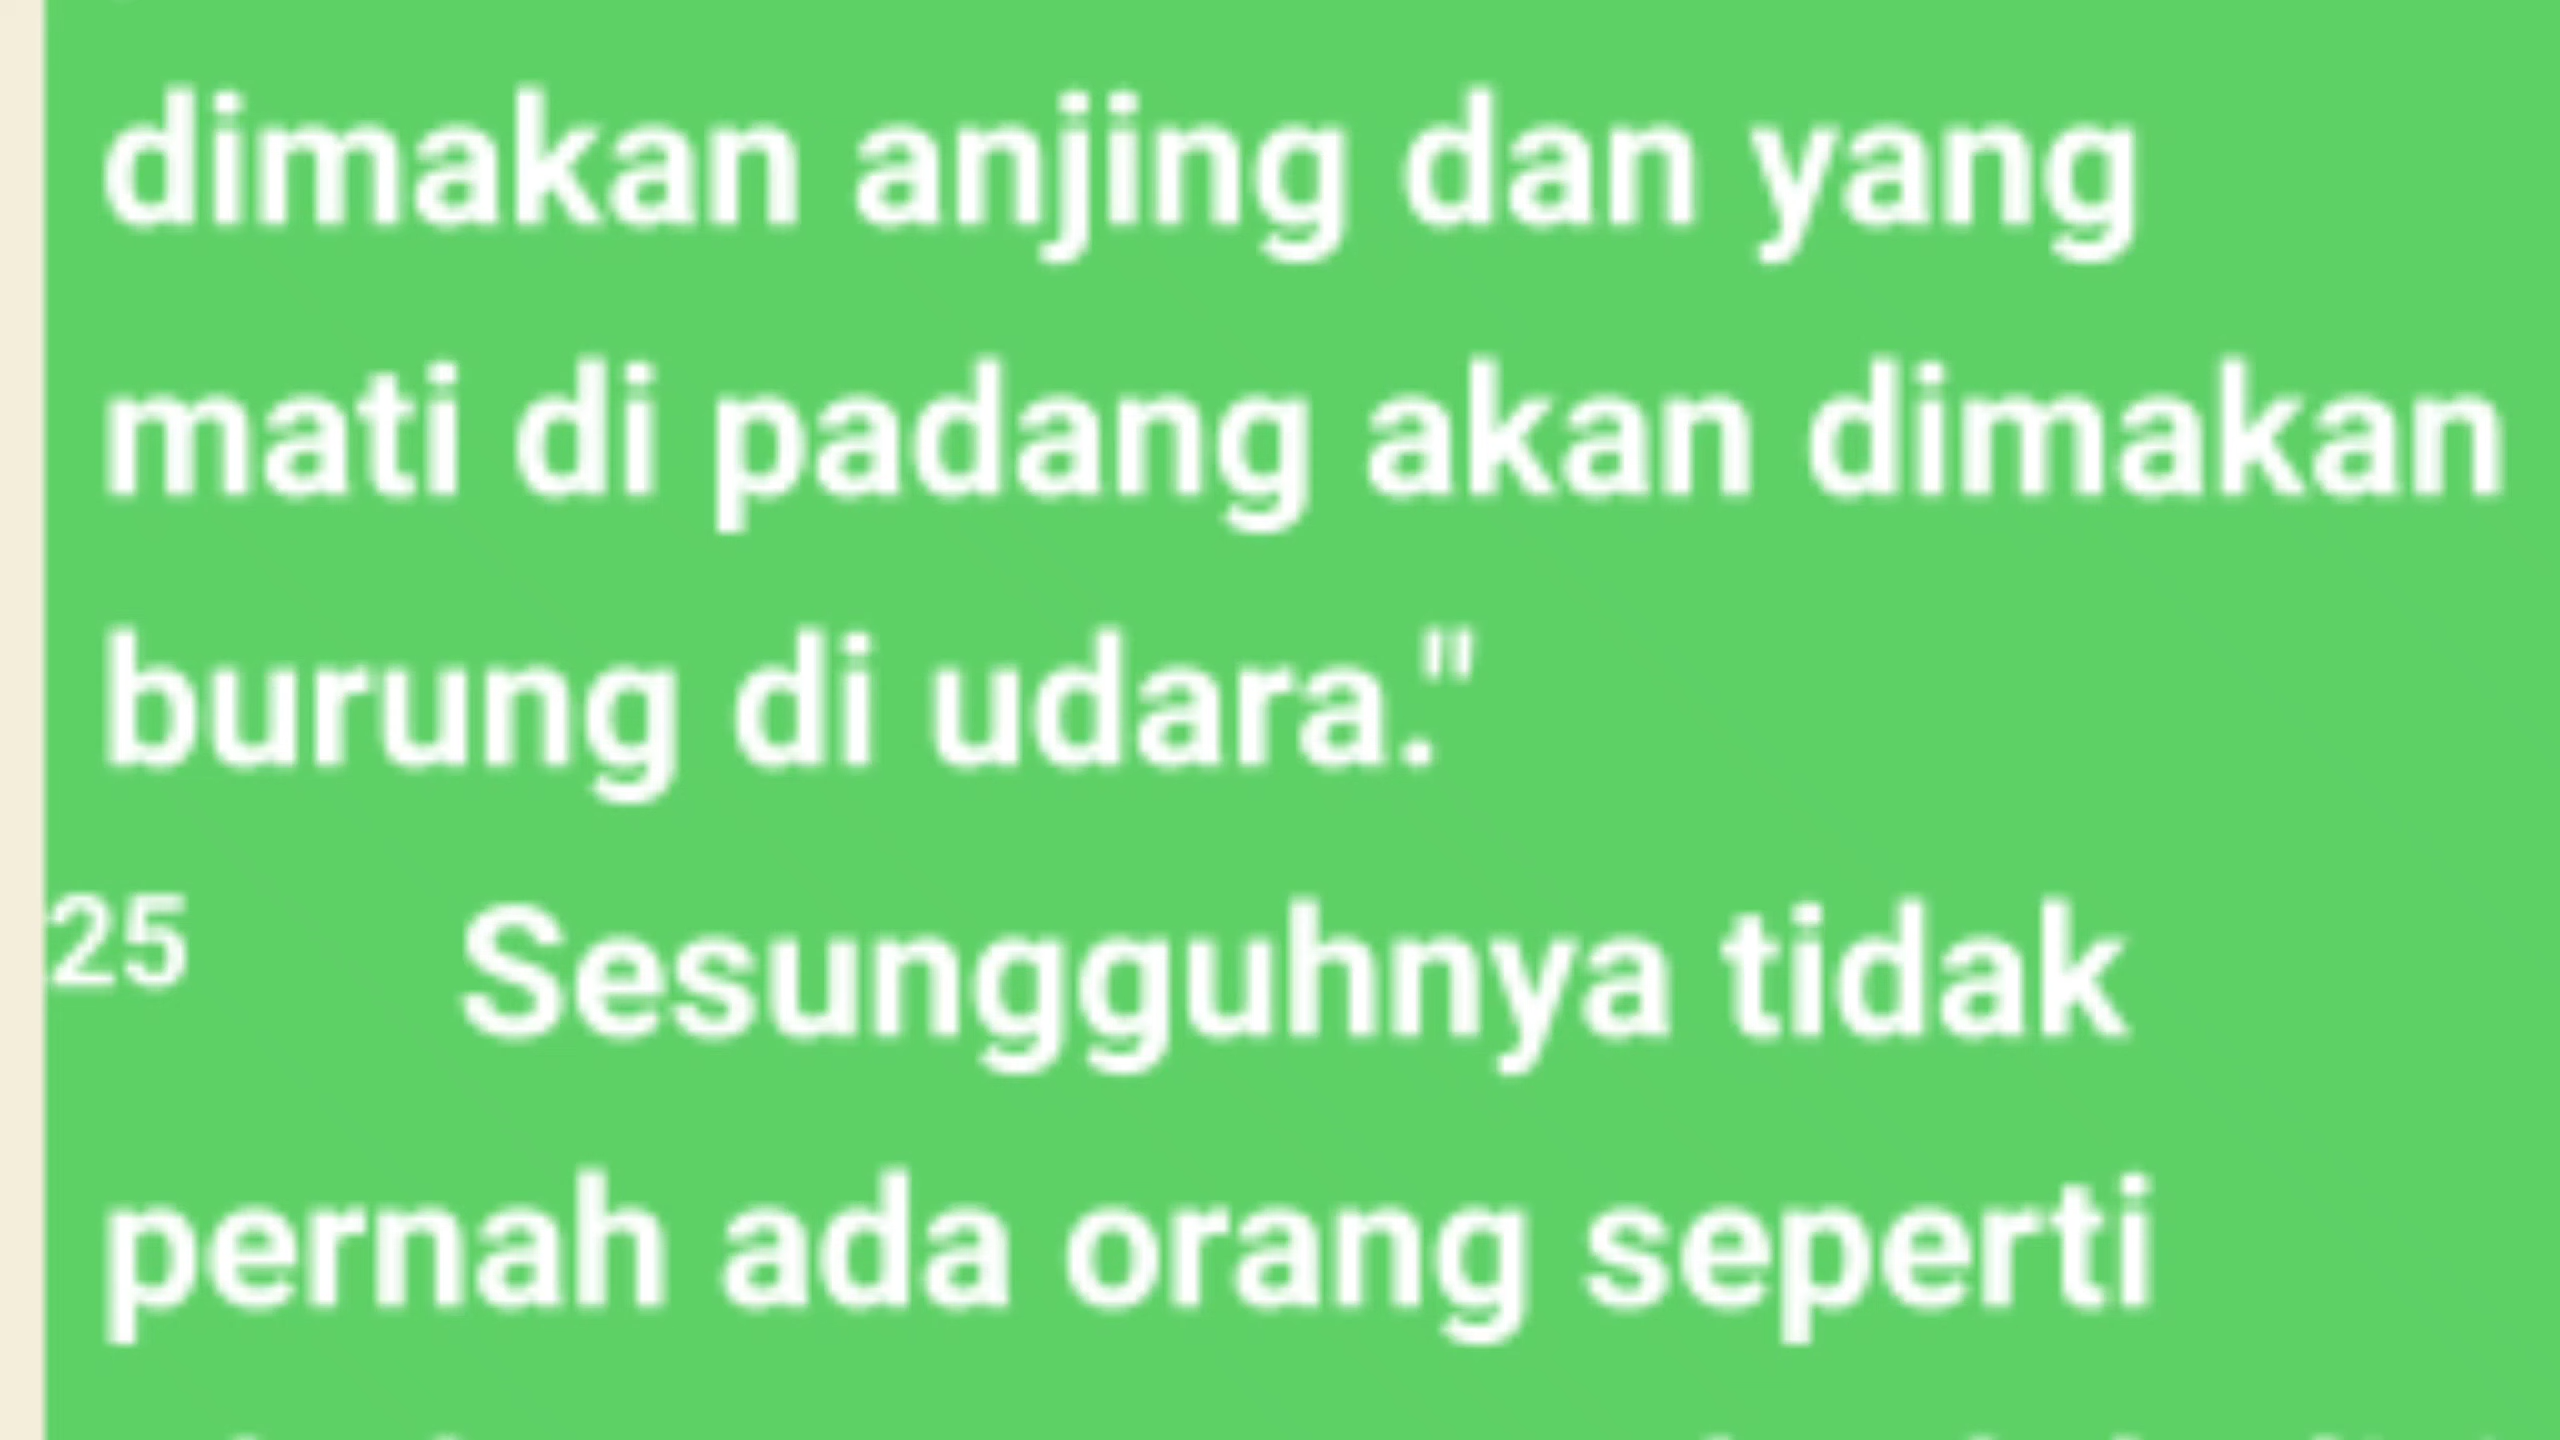 dimakan anjing dan yang
mati di padang akan dimakan
burung di udara."
25 Sesungguhnya tidak
pernah ada orang seperti